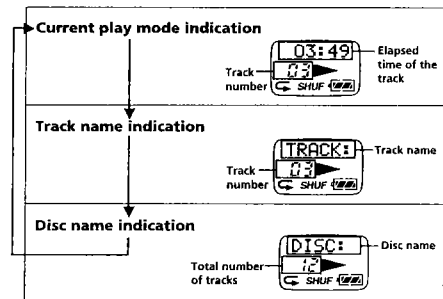 Current play mode indication
03:49
Elapsed time of the track
Track number
03
SHUF
Track name indication
TRACK:
Track name
Track number
03
SHUF
Disc name indication
DISC:
Disc name
Total number of tracks
12
SHUF